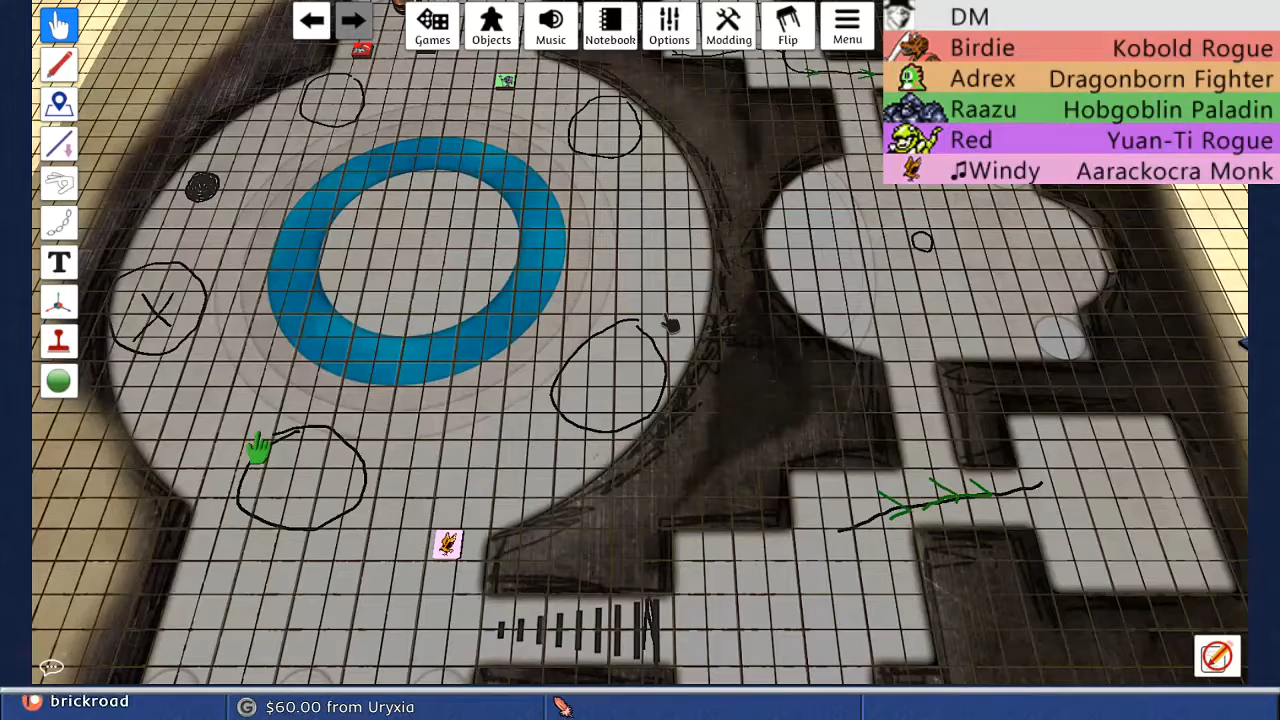 Games Objects Music Notebook Options Modding Flip Menu
DM
Birdie Kobold Rogue
Adrex Dragonborn Fighter
Raazu Hobgoblin Paladin
Red Yuan-Ti Rogue
♫Windy Aarackocra Monk
T
brickroad
G $60.00 from Uryxia